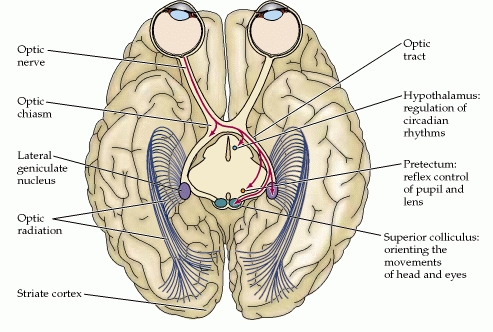 Optic
nerve
Optic
chiasm
Lateral
geniculate
nucleus
Optic
radiation
Striate cortex
Optic
tract
Hypothalamus:
regulation of
circadian
rhythms
Pretectum:
reflex control
of pupil and
lens
Superior colliculus:
orienting the
movements
of head and eyes